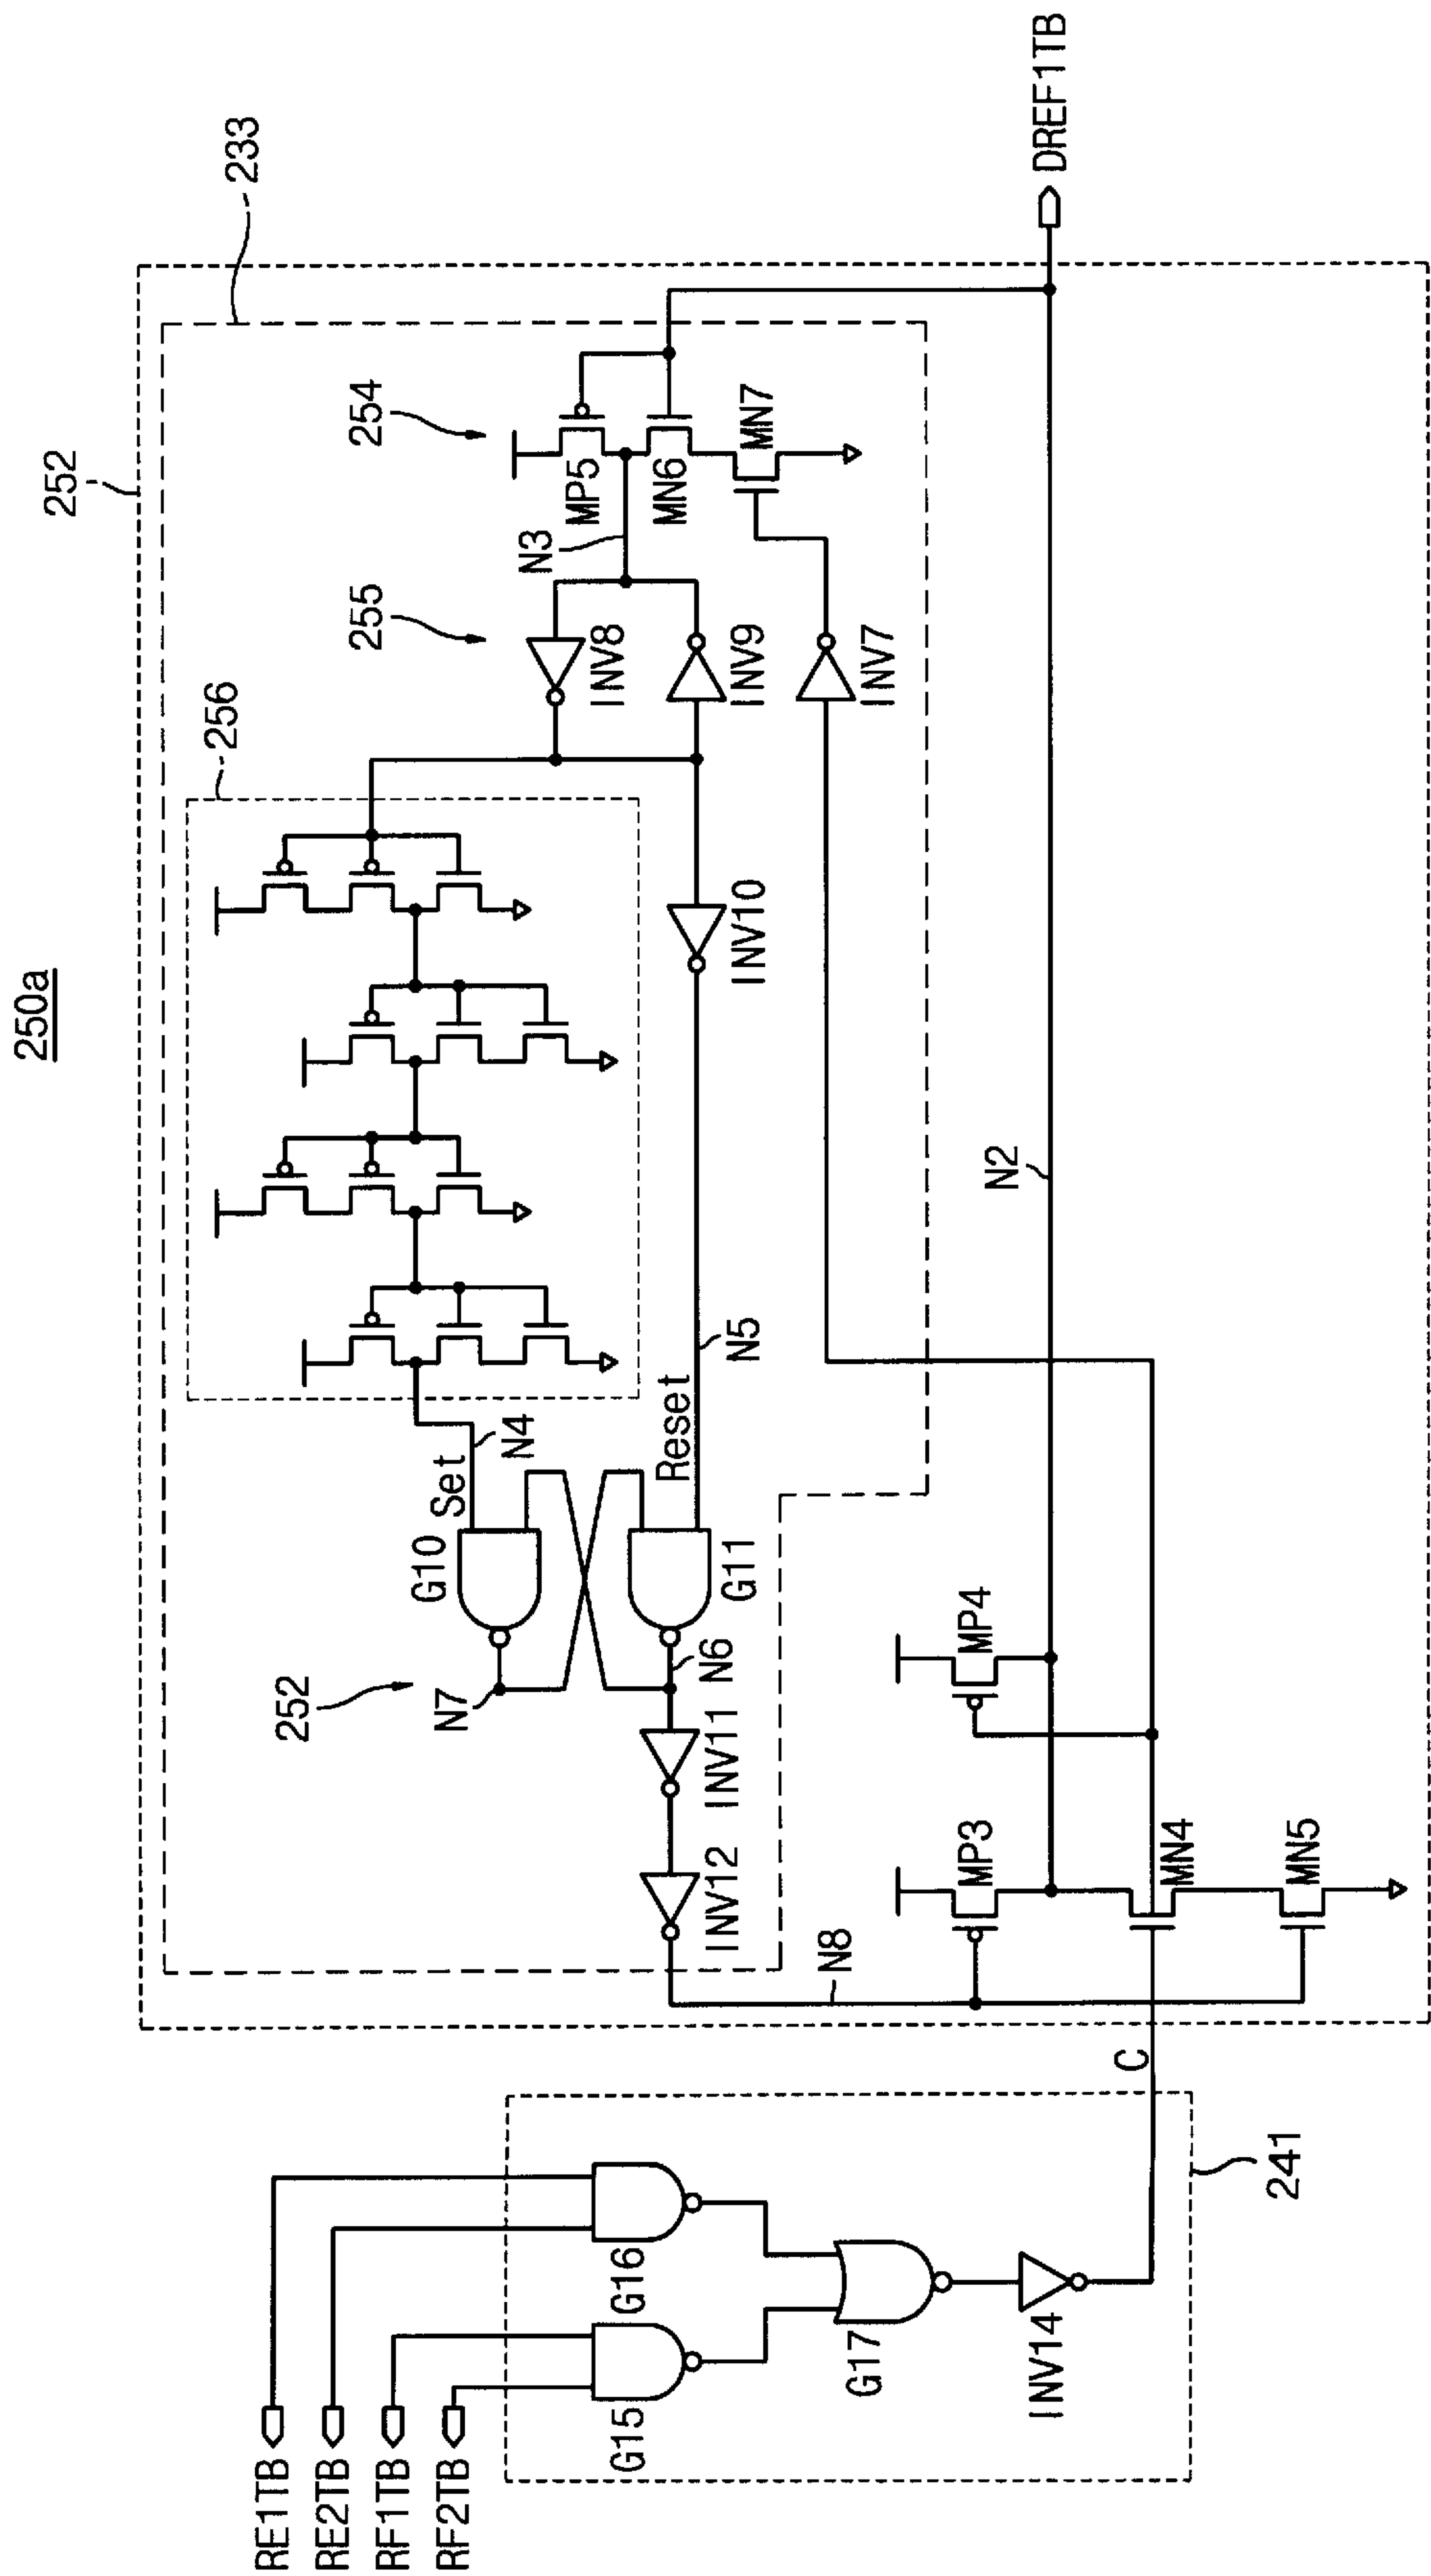 250a
252
233
256
255
254
MP5
MN6
MN7
N3
INV8
INV9
INV7
INV10
Set
N4
Reset
N5
G10
G11
252
N7
N6
INV11
INV12
N2
DREF1TB
MP4
MP3
MN4
MN5
N8
C
241
RE1TB
RE2TB
RF1TB
RF2TB
G16
G15
G17
INV14